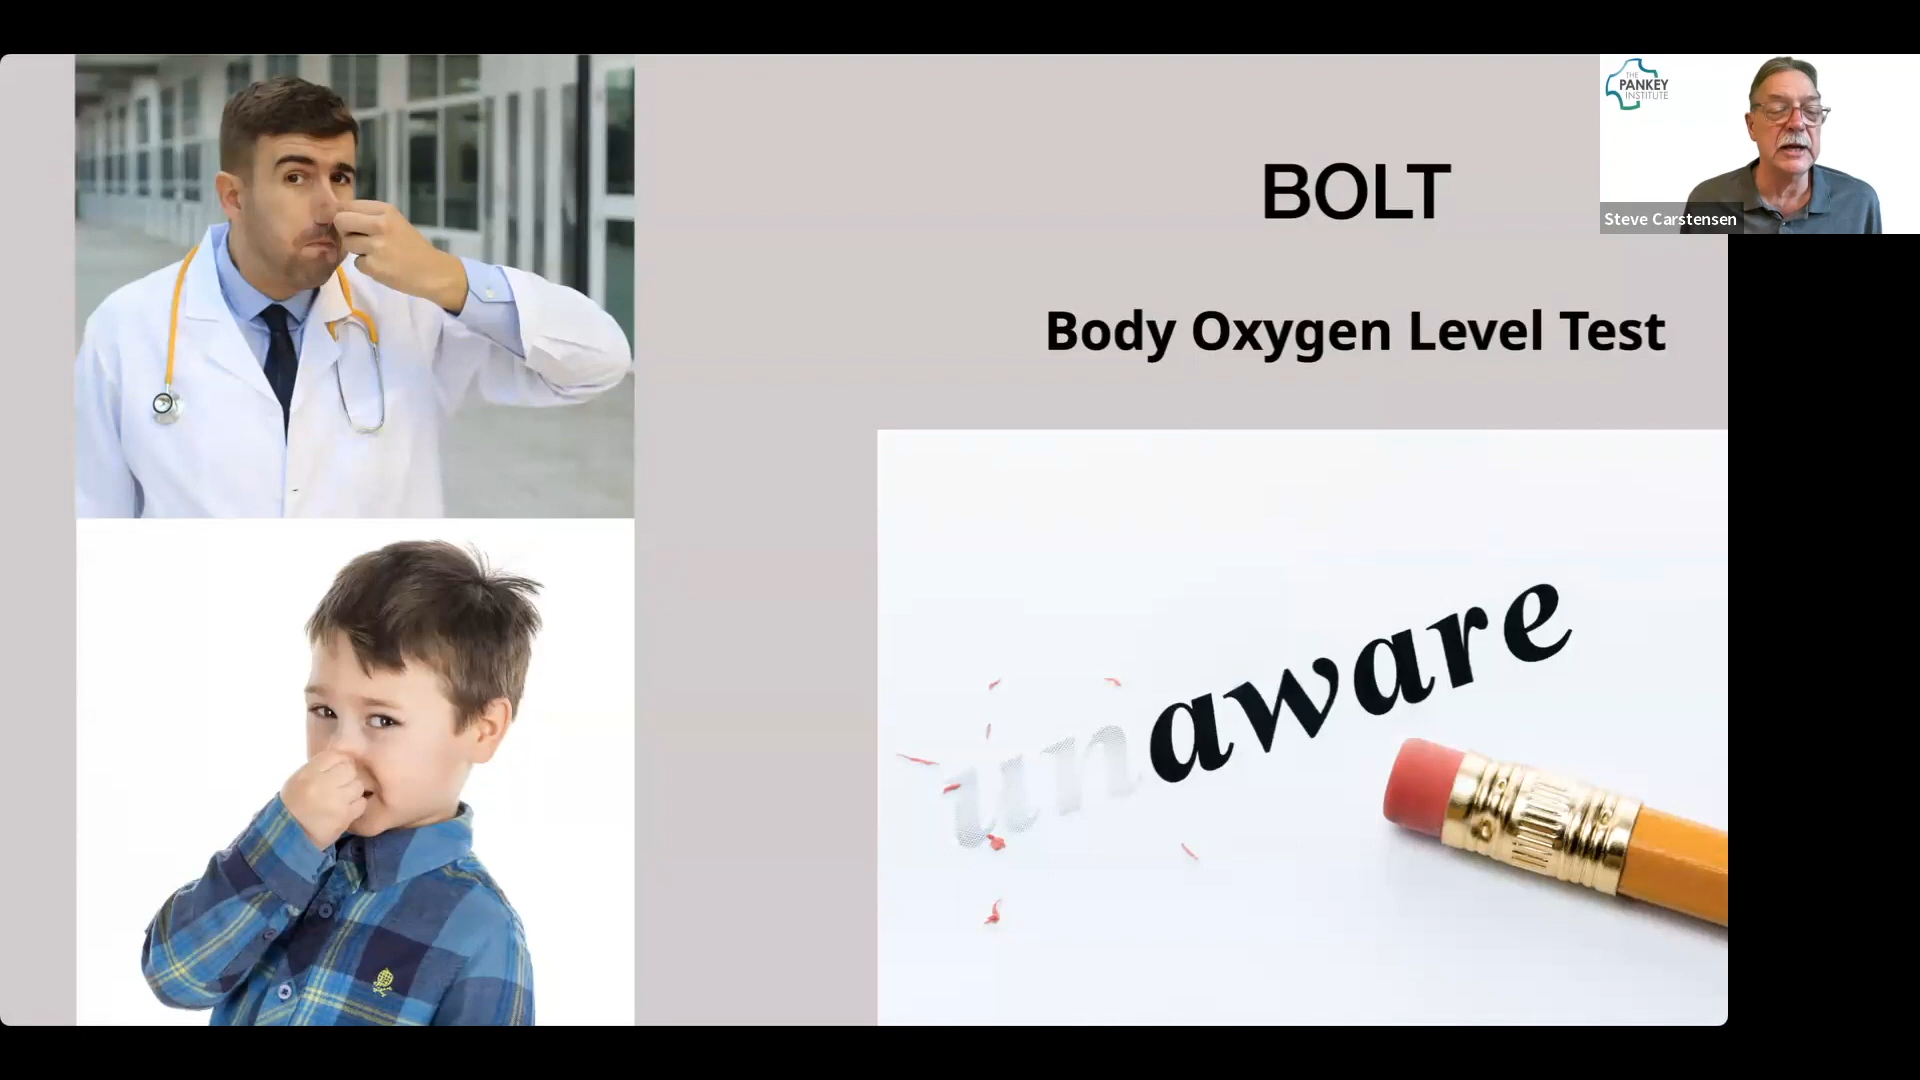 BOLT
Body Oxygen Level Test
unaware
THE
PANKEY
INSTITUTE
Steve Carstensen